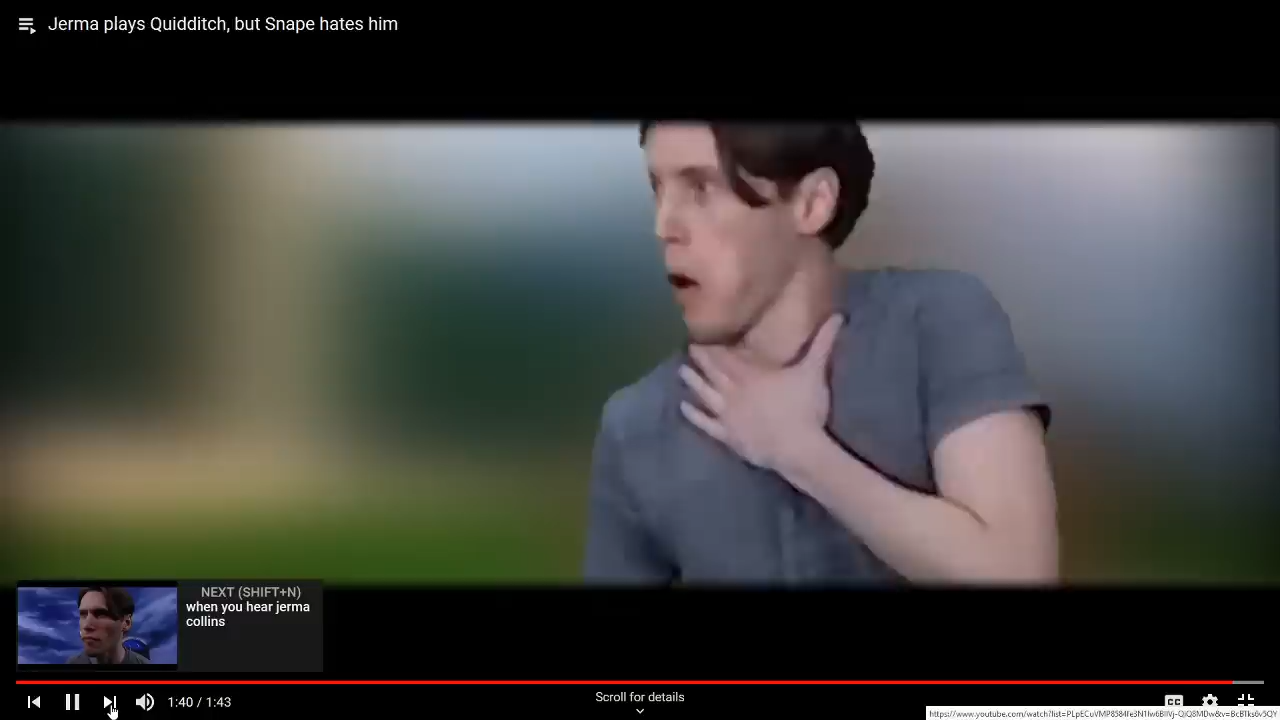 Jerma plays Quidditch, but Snape hates him
NEXT (SHIFT+N)
when you hear jerma
collins
1:40 / 1:43
Scroll for details
CC